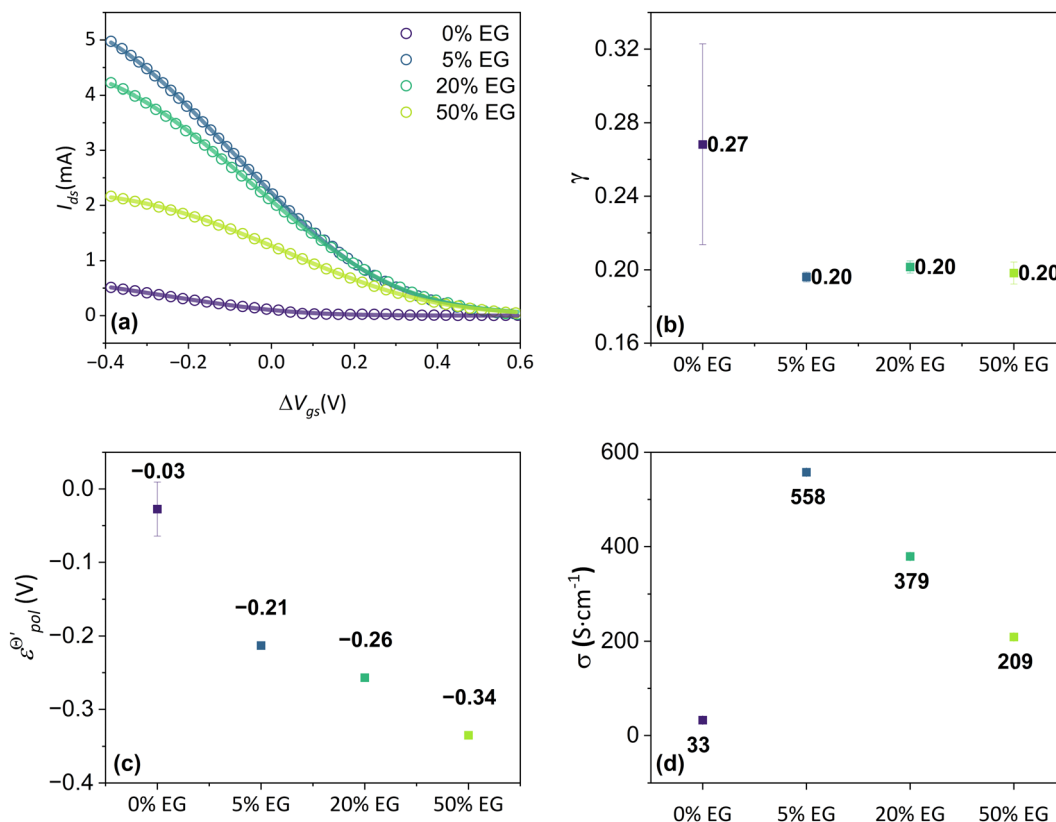 5
4
3
2
1
0
I_ds(mA)
0% EG
5% EG
20% EG
50% EG
(a)
−0.4 −0.2 0.0 0.2 0.4 0.6
ΔV_gs(V)
0.32
0.28
0.24
0.20
0.16
γ
0.27
0.20
0.20
0.20
(b)
0% EG 5% EG 20% EG 50% EG
0.0
−0.1
−0.2
−0.3
−0.4
ε^Θ′_pol (V)
−0.03
−0.21
−0.26
−0.34
(c)
0% EG 5% EG 20% EG 50% EG
600
400
200
0
σ (S·cm⁻¹)
558
379
209
33
(d)
0% EG 5% EG 20% EG 50% EG